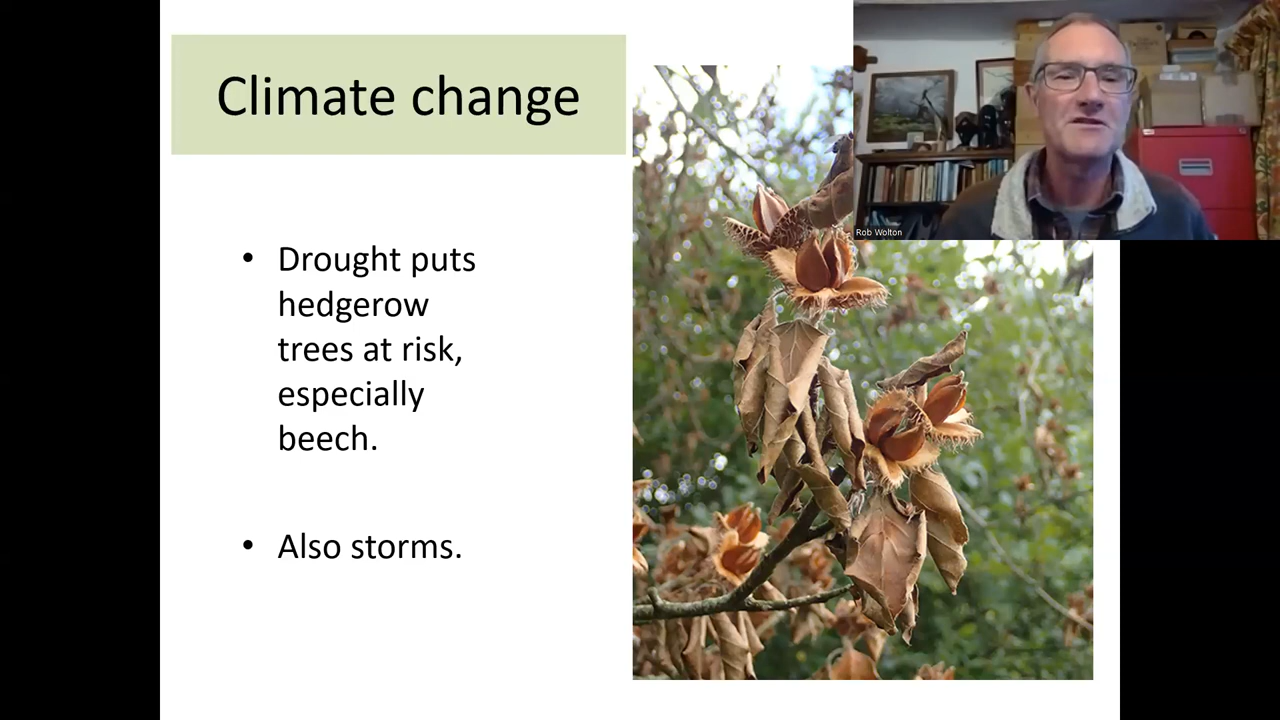 Climate change
Rob Wolton
• Drought puts
hedgerow
trees at risk,
especially
beech.
• Also storms.